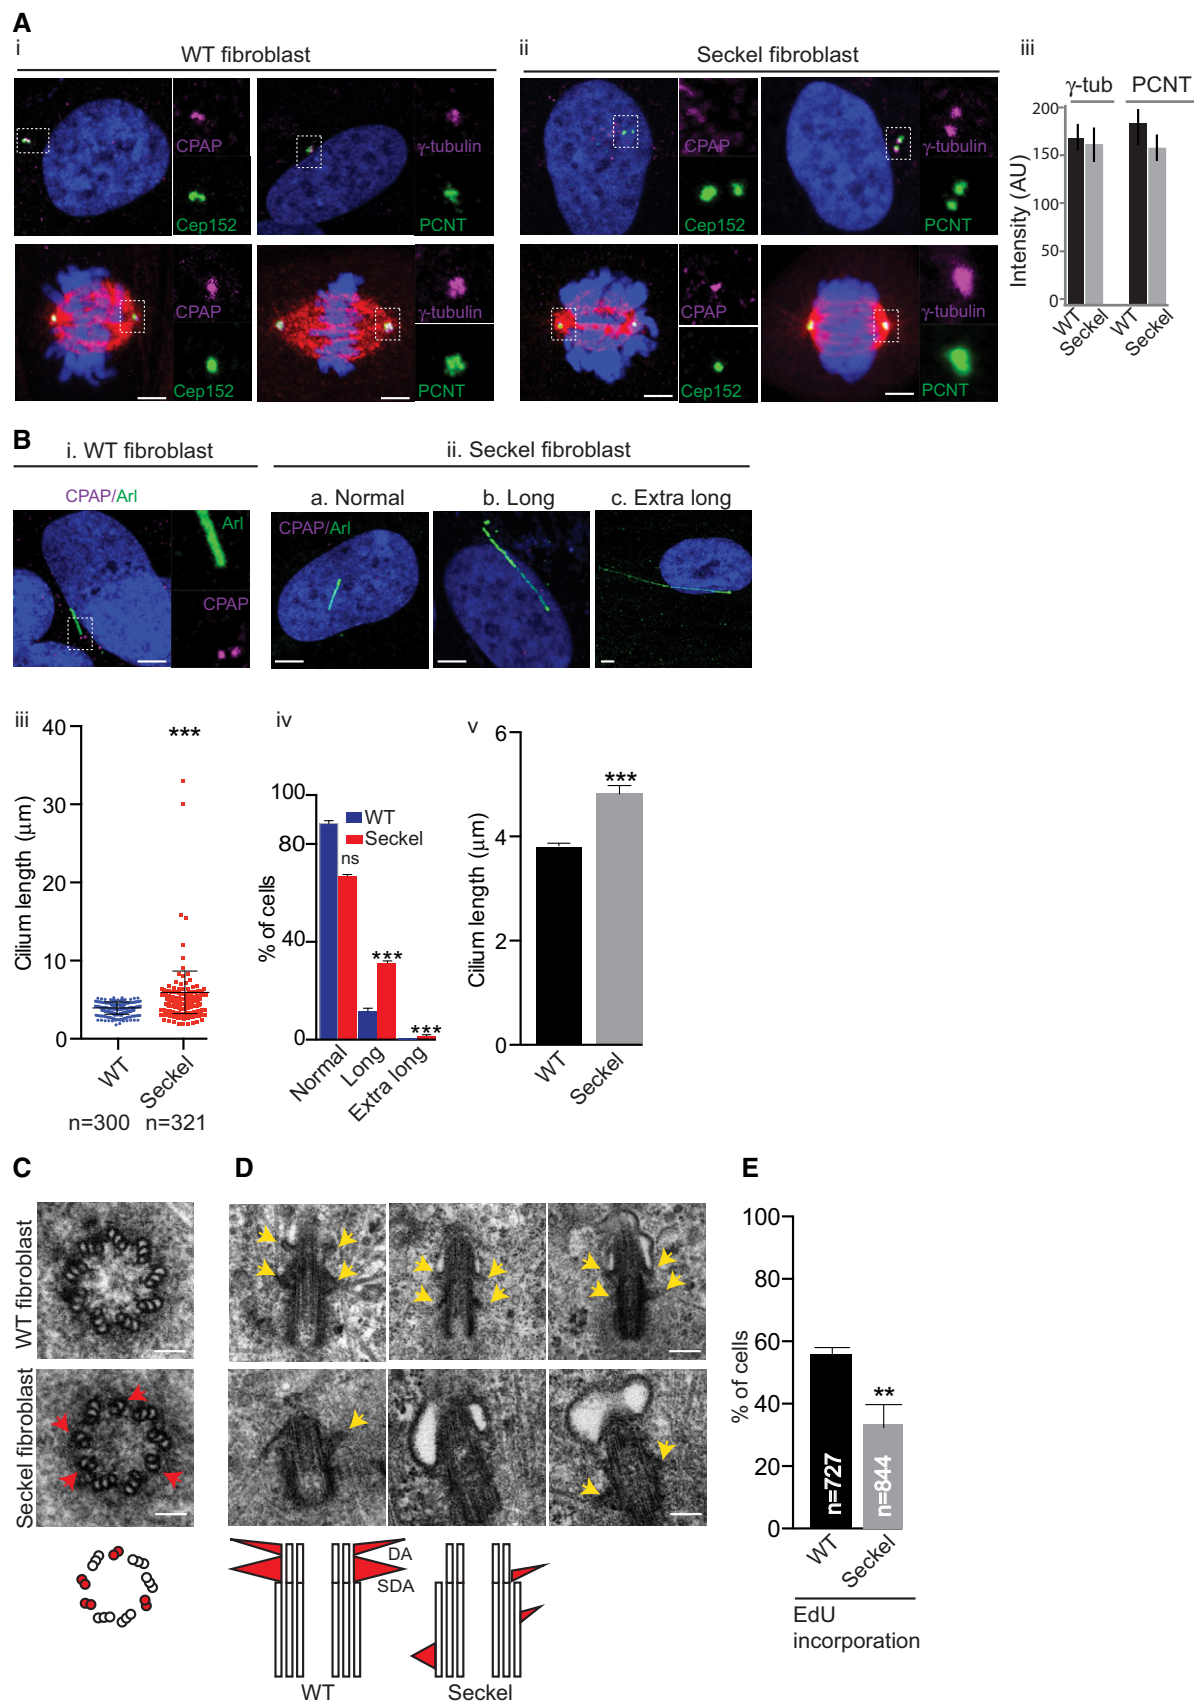 A
i
WT fibroblast
CPAP
Cep152
γ-tubulin
PCNT
CPAP
Cep152
γ-tubulin
PCNT
ii
Seckel fibroblast
CPAP
Cep152
γ-tubulin
PCNT
CPAP
Cep152
γ-tubulin
PCNT
iii
γ-tub PCNT
Intensity (AU)
200
150
100
50
0
WT
Seckel
WT
Seckel
B
i. WT fibroblast
CPAP/Arl
Arl
CPAP
ii. Seckel fibroblast
a. Normal
b. Long
c. Extra long
CPAP/Arl
iii
Cilium length (μm)
40
30
20
10
0
***
WT
Seckel
n=300 n=321
iv
% of cells
100
80
40
0
WT
Seckel
ns
***
***
Normal
Long
Extra long
v
Cilium length (μm)
6
4
2
0
***
WT
Seckel
C
WT fibroblast
Seckel fibroblast
D
DA
SDA
WT
Seckel
E
% of cells
100
80
60
40
20
0
**
n=727
n=844
WT
Seckel
EdU
incorporation